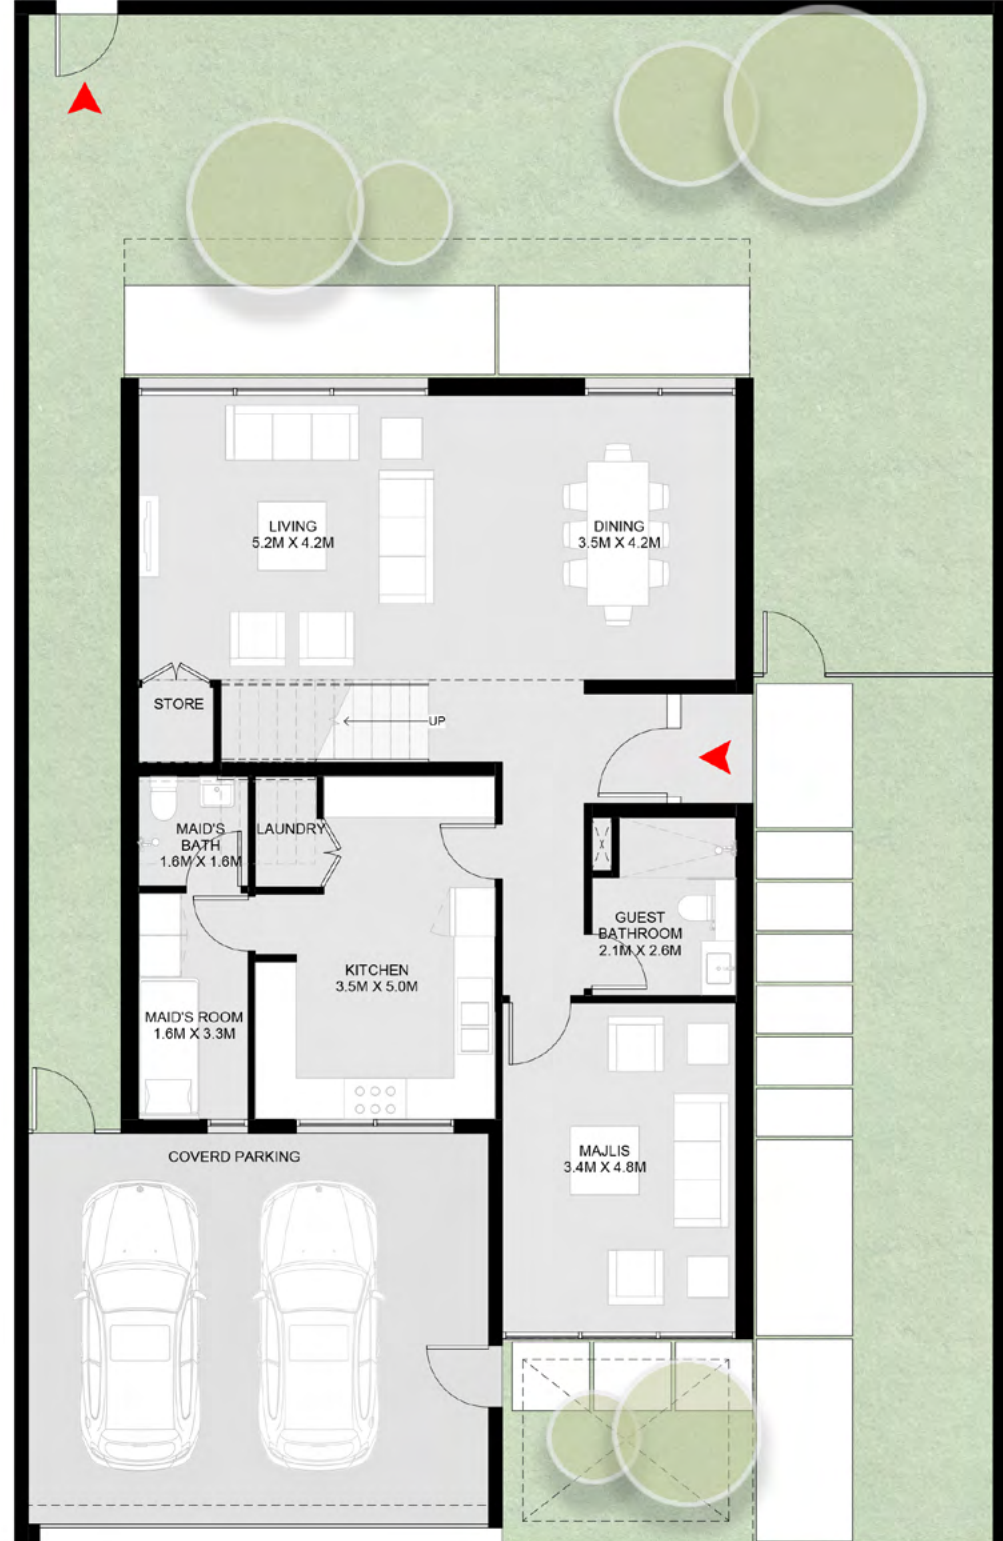 LIVING
5.2M X 4.2M
DINING
3.5M X 4.2M
STORE
UP
MAID'S
BATH
1.6M X 1.6M
LAUNDRY
GUEST
BATHROOM
2.1M X 2.6M
KITCHEN
3.5M X 5.0M
MAID'S ROOM
1.6M X 3.3M
MAJLIS
3.4M X 4.8M
COVERD PARKING